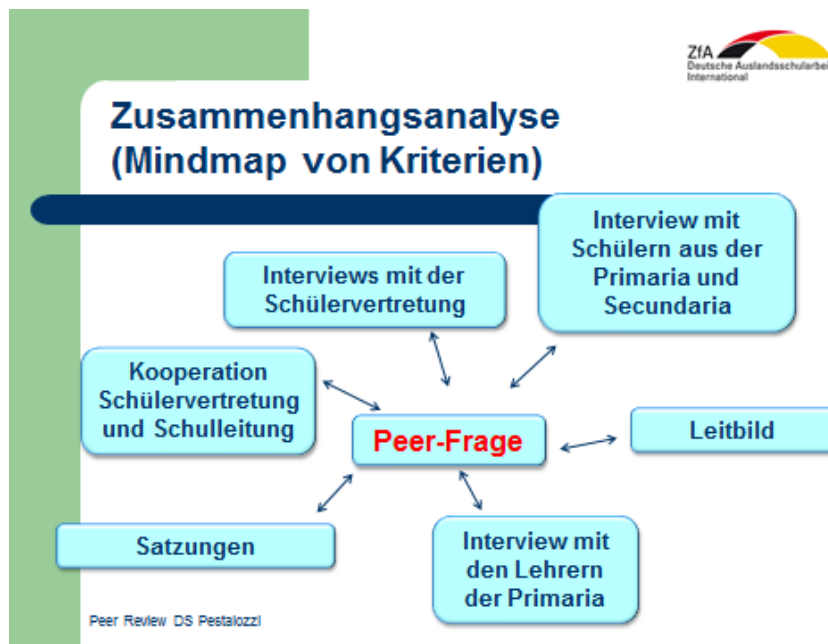 ZfA
Deutsche Auslandsschularbeit
International
Zusammenhangsanalyse
(Mindmap von Kriterien)
Interview mit
Schülern aus der
Primaria und
Secundaria
Interviews mit der
Schülervertretung
Kooperation
Schülervertretung
und Schulleitung
Peer-Frage
Leitbild
Satzungen
Interview mit
den Lehrern
der Primaria
Peer Review DS Pestalozzi